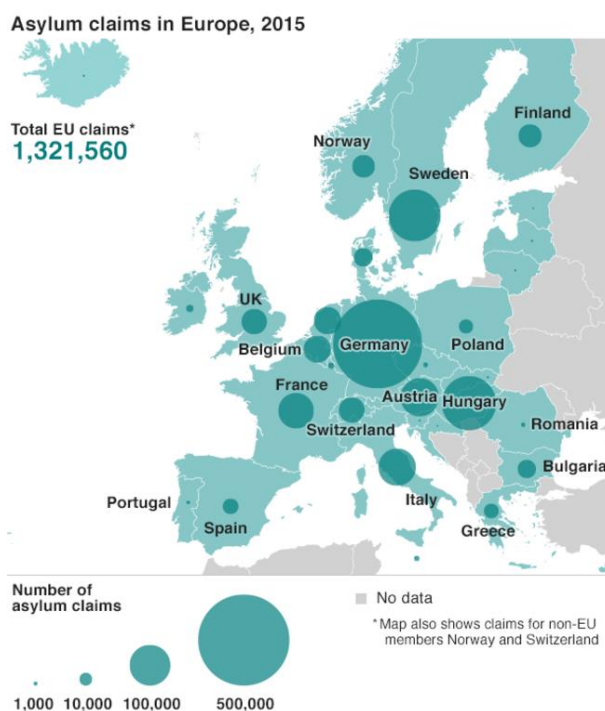 Asylum claims in Europe, 2015
Total EU claims*
1,321,560
Finland
Norway
Sweden
UK
Belgium
Germany
Poland
France
Austria
Hungary
Switzerland
Romania
Bulgaria
Italy
Portugal
Spain
Greece
Number of
asylum claims
1,000
10,000
100,000
500,000
No data
*Map also shows claims for non-EU
members Norway and Switzerland